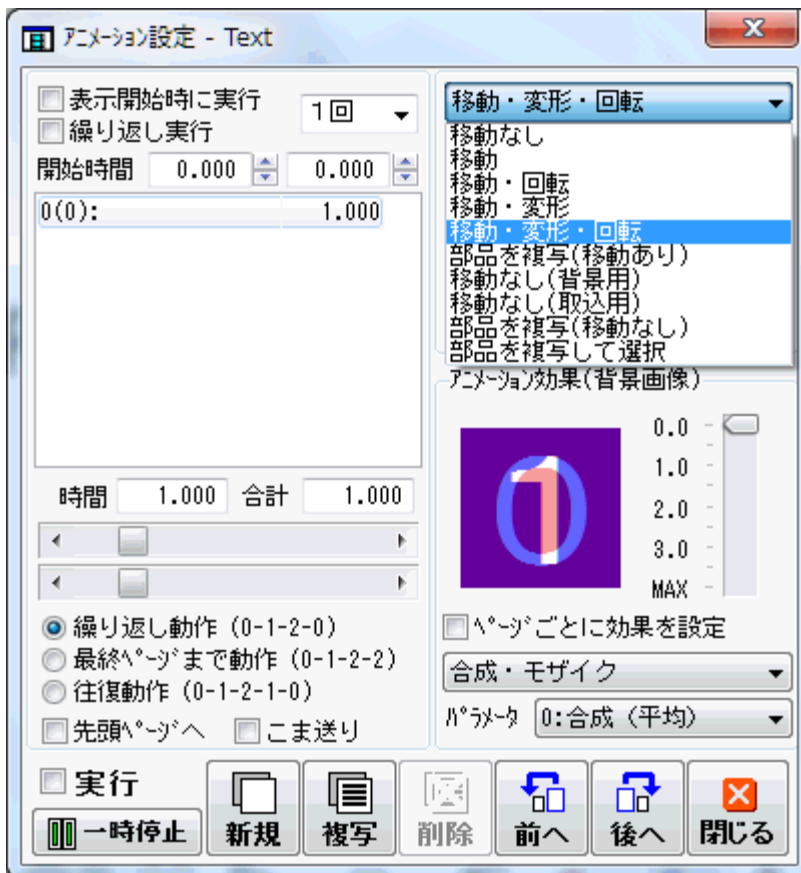 アニメーション設定 - Text
表示開始時に実行
1回
繰り返し実行
開始時間 0.000 0.000
0(0): 1.000
時間 1.000 合計 1.000
繰り返し動作 (0-1-2-0)
最終ページまで動作 (0-1-2-2)
往復動作 (0-1-2-1-0)
先頭ページへ こま送り
移動・変形・回転
移動なし
移動
移動・回転
移動・変形
移動・変形・回転
部品を複写(移動あり)
移動なし(背景用)
移動なし(取込用)
部品を複写(移動なし)
部品を複写して選択
アニメーション効果(背景画像)
0 1
0.0
1.0
2.0
3.0
MAX
ページごとに効果を設定
合成・モザイク
パラメータ 0:合成 (平均)
実行
一時停止
新規
複写
削除
前へ
後へ
閉じる